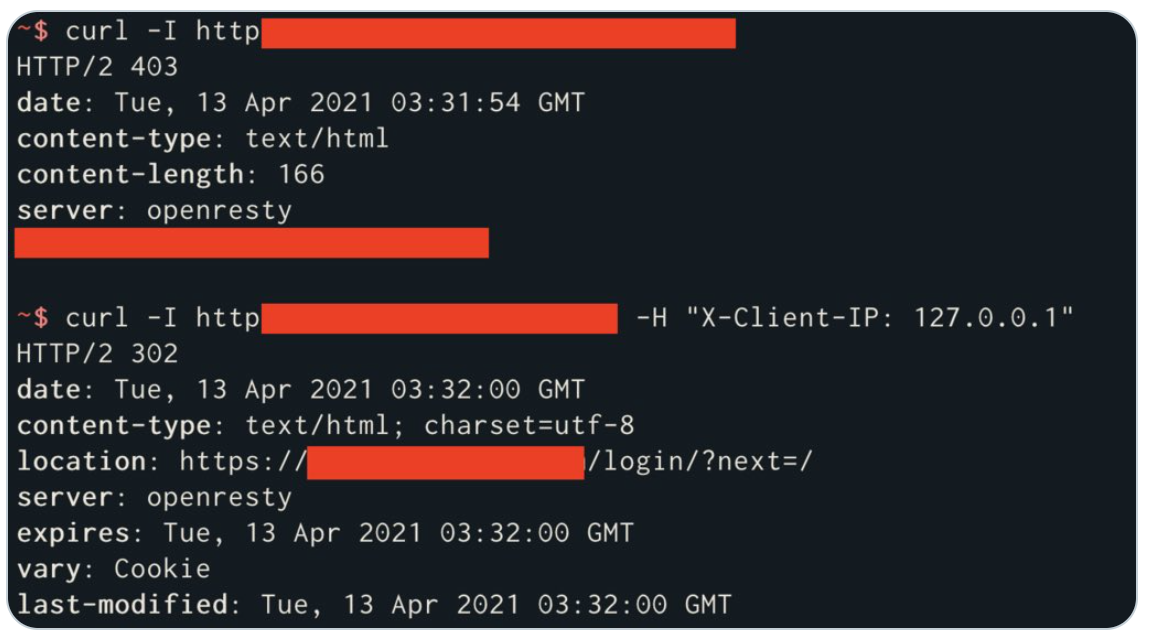 ~$ curl -I http
HTTP/2 403
date: Tue, 13 Apr 2021 03:31:54 GMT
content-type: text/html
content-length: 166
server: openresty
~$ curl -I http -H "X-Client-IP: 127.0.0.1"
HTTP/2 302
date: Tue, 13 Apr 2021 03:32:00 GMT
content-type: text/html; charset=utf-8
location: https:// /login/?next=/
server: openresty
expires: Tue, 13 Apr 2021 03:32:00 GMT
vary: Cookie
last-modified: Tue, 13 Apr 2021 03:32:00 GMT